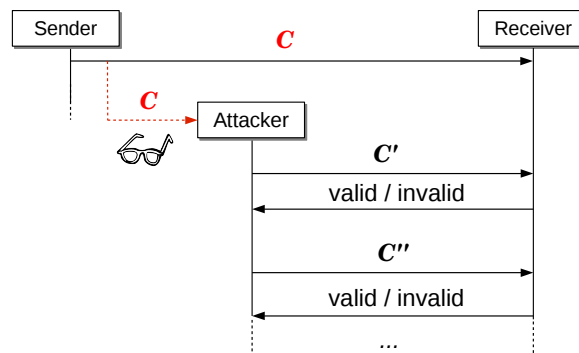 Sender
Receiver
C
C
Attacker
C'
valid / invalid
C''
valid / invalid
...